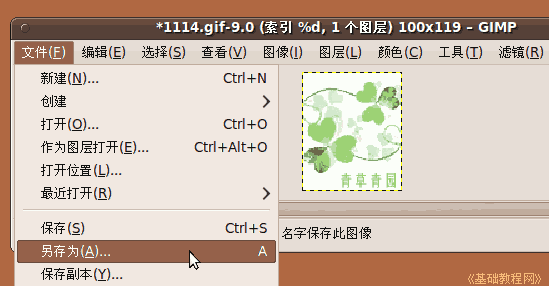 *1114.gif-9.0 (索引 %d, 1 个图层) 100x119 – GIMP
文件(F) 编辑(E) 选择(S) 查看(V) 图像(I) 图层(L) 颜色(C) 工具(T) 滤镜(R)
新建(N)... Ctrl+N
创建
打开(O)... Ctrl+O
作为图层打开(E)... Ctrl+Alt+O
打开位置(L)...
最近打开(R)
青草青园
保存(S) Ctrl+S
另存为(A)... A
名字保存此图像
保存副本(Y)...
《基础教程网》